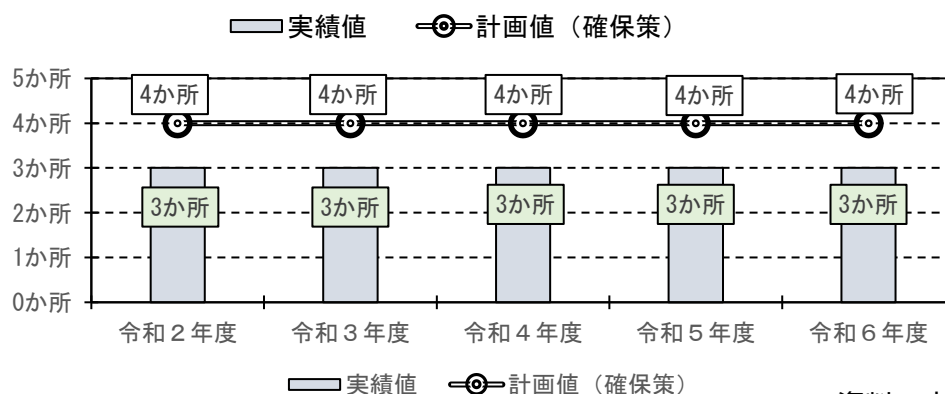 実績値 計画値（確保策）
5か所
4か所 4か所 4か所 4か所 4か所
4か所
3か所
3か所 3か所 3か所 3か所 3か所
2か所
1か所
0か所
令和２年度 令和３年度 令和４年度 令和５年度 令和６年度
実績値 計画値（確保策）